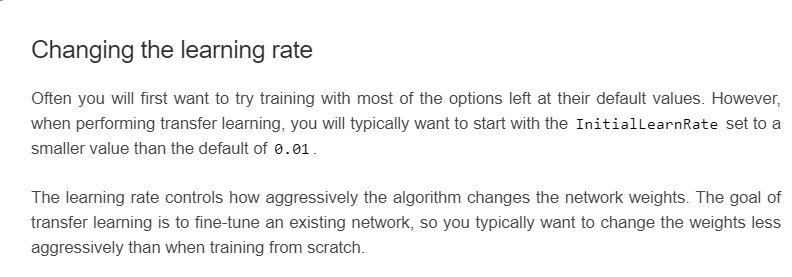 Changing the learning rate
Often you will first want to try training with most of the options left at their default values. However,
when performing transfer learning, you will typically want to start with the InitialLearnRate set to a
smaller value than the default of 0.01.
The learning rate controls how aggressively the algorithm changes the network weights. The goal of
transfer learning is to fine-tune an existing network, so you typically want to change the weights less
aggressively than when training from scratch.